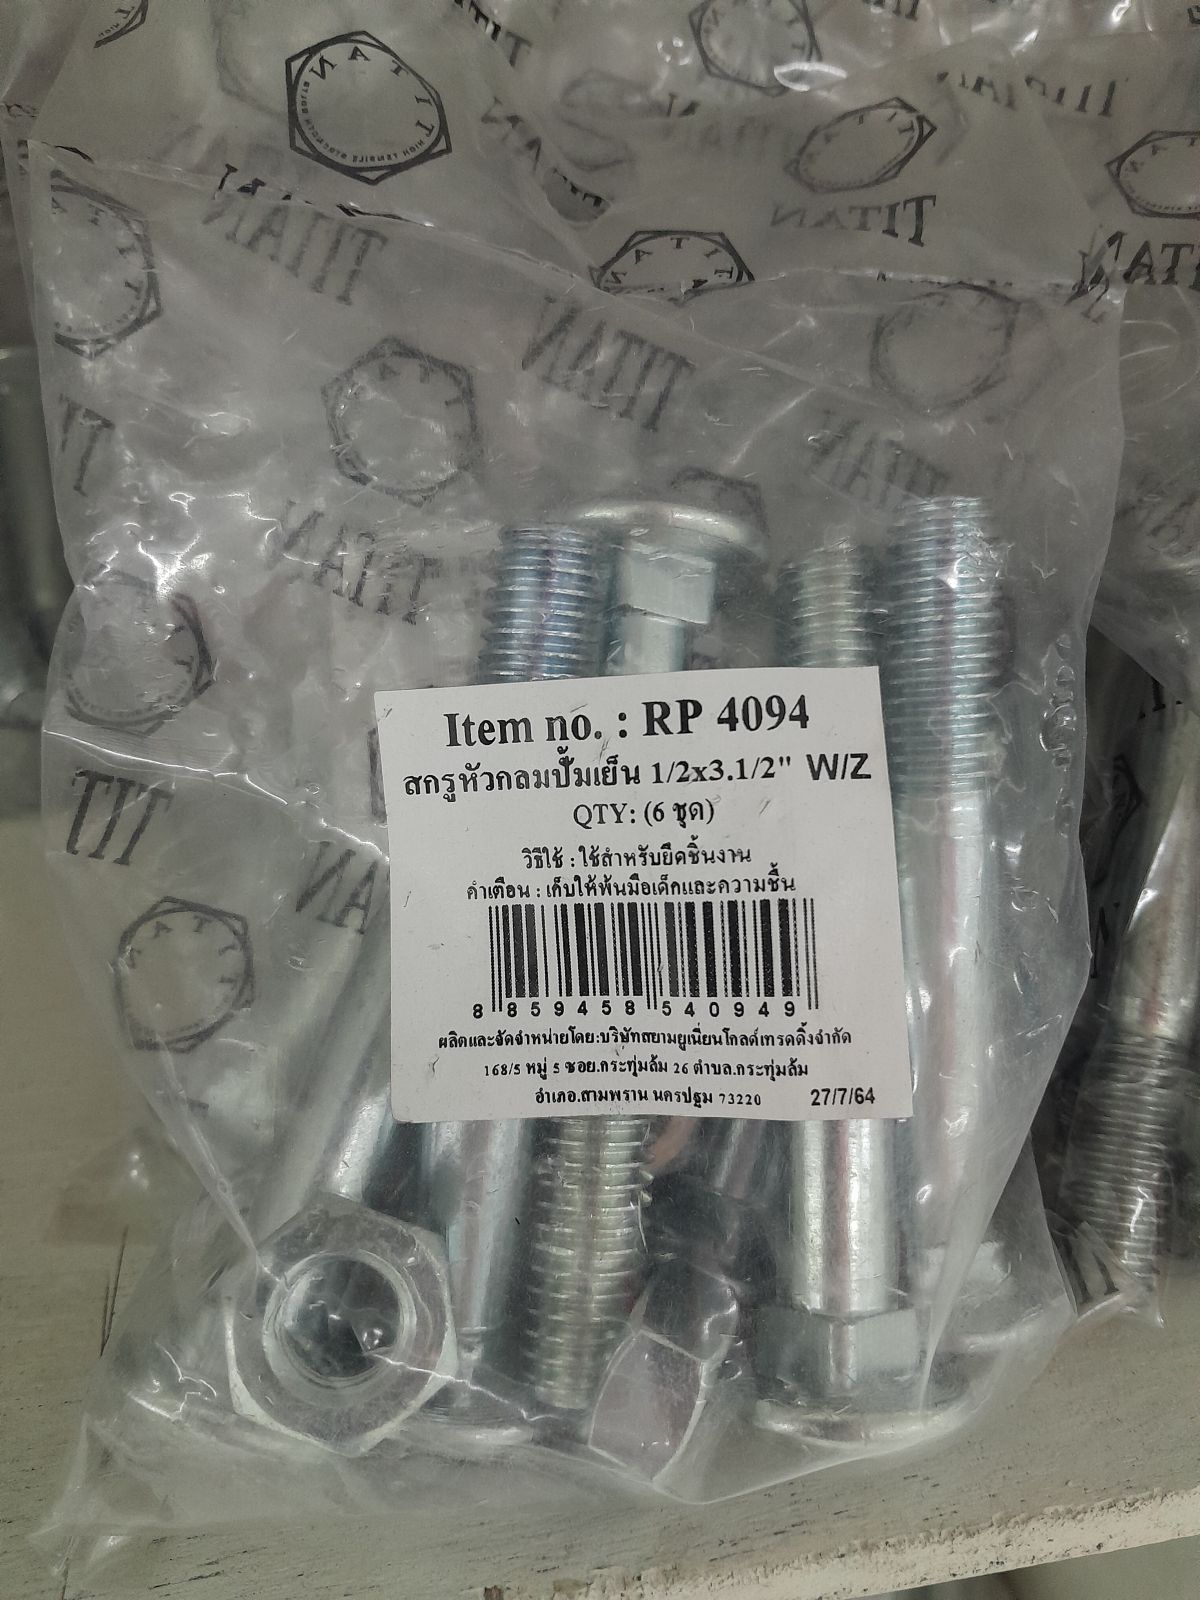 TITAN
HIGH TENSILE STRENGTH BOLTS
TITAN
TITAN
TITAN
TITAN
TITAN
TITAN
TITAN
Item no. : RP 4094
สกรูหัวกลมปั้มเย็น 1/2x3.1/2" W/Z
QTY: (6 ชุด)
วิธีใช้ : ใช้สำหรับยึดชิ้นงาน
คำเตือน : เก็บให้พ้นมือเด็กและความชื้น
8 859458 540949
ผลิตและจัดจำหน่ายโดย:บริษัทสยามยูเนี่ยนโกลด์เทรดดิ้งจำกัด
168/5 หมู่ 5 ซอย.กระทุ่มล้ม 26 ตำบล.กระทุ่มล้ม
อำเภอ.สามพราน นครปฐม 73220 27/7/64